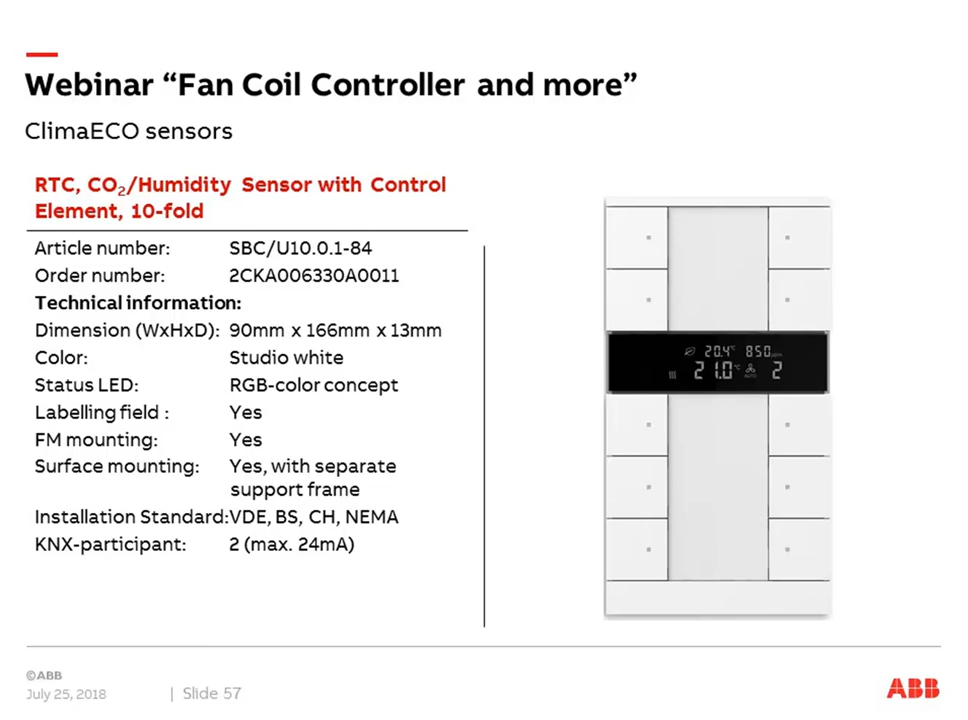 Webinar “Fan Coil Controller and more”
ClimaECO sensors
RTC, CO₂/Humidity Sensor with Control
Element, 10-fold
Article number: SBC/U10.0.1-84
Order number: 2CKA006330A0011
Technical information:
Dimension (WxHxD): 90mm x 166mm x 13mm
Color: Studio white
Status LED: RGB-color concept
Labelling field : Yes
FM mounting: Yes
Surface mounting: Yes, with separate
support frame
Installation Standard: VDE, BS, CH, NEMA
KNX-participant: 2 (max. 24mA)
20.4°C 850 ppm
21.0°C AUTO 2
©ABB
July 25, 2018 | Slide 57
ABB